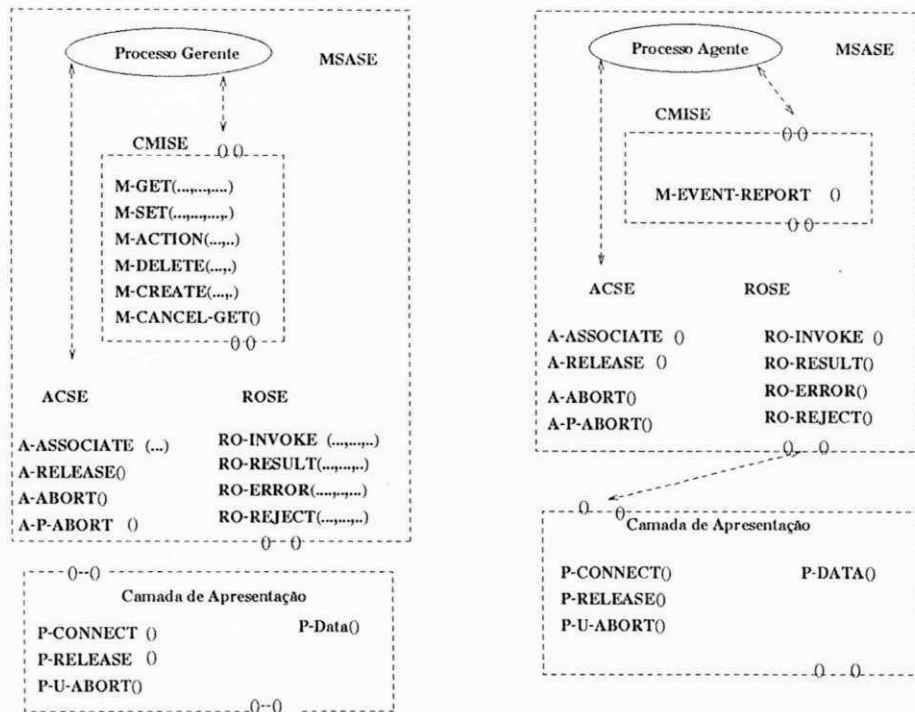 Processo Gerente
MSASE
CMISE
() ()
M-GET(...,...,....)
M-SET(...,...,...,.)
M-ACTION(...,..)
M-DELETE(...,.)
M-CREATE(...,.)
M-CANCEL-GET()
() ()
ACSE
ROSE
A-ASSOCIATE (...)
A-RELEASE()
A-ABORT()
A-P-ABORT ()
RO-INVOKE (...,...,..)
RO-RESULT(...,...,..)
RO-ERROR(....,..,...)
RO-REJECT(...,...,..)
() ()
()--()
Camada de Apresentação
P-CONNECT ()
P-RELEASE ()
P-U-ABORT()
P-Data()
()--()
Processo Agente
MSASE
CMISE
() ()
M-EVENT-REPORT ()
() ()
ACSE
ROSE
A-ASSOCIATE ()
A-RELEASE ()
A-ABORT()
A-P-ABORT()
RO-INVOKE ()
RO-RESULT()
RO-ERROR()
RO-REJECT()
() ()
() ()
Camada de Apresentação
P-CONNECT()
P-RELEASE()
P-U-ABORT()
P-DATA()
() ()